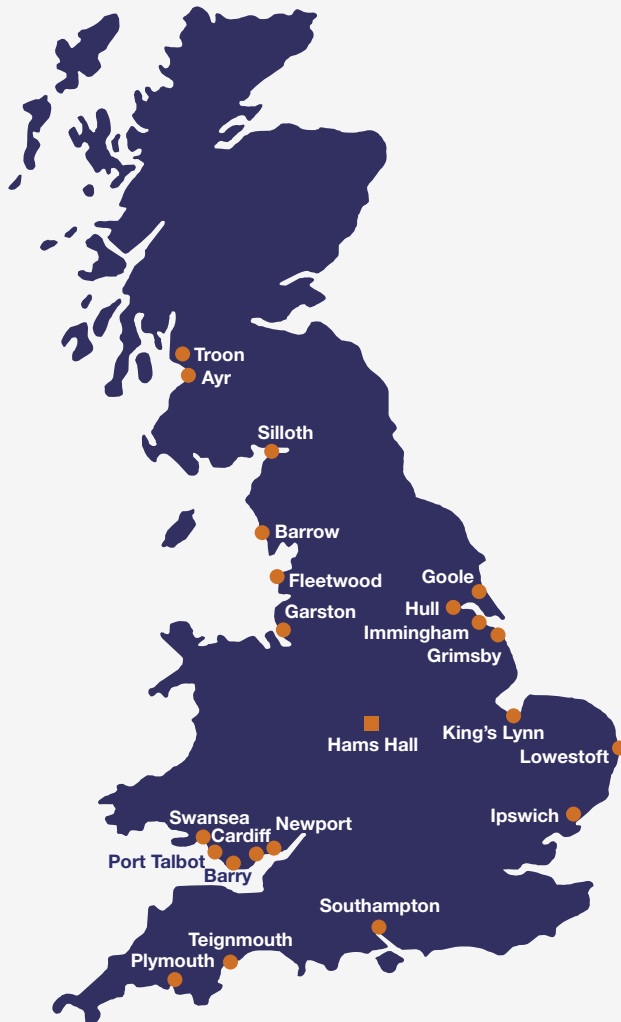 Troon
Ayr
Silloth
Barrow
Fleetwood
Goole
Hull
Garston
Immingham
Grimsby
King's Lynn
Hams Hall
Lowestoft
Ipswich
Swansea
Cardiff
Newport
Port Talbot
Barry
Southampton
Teignmouth
Plymouth